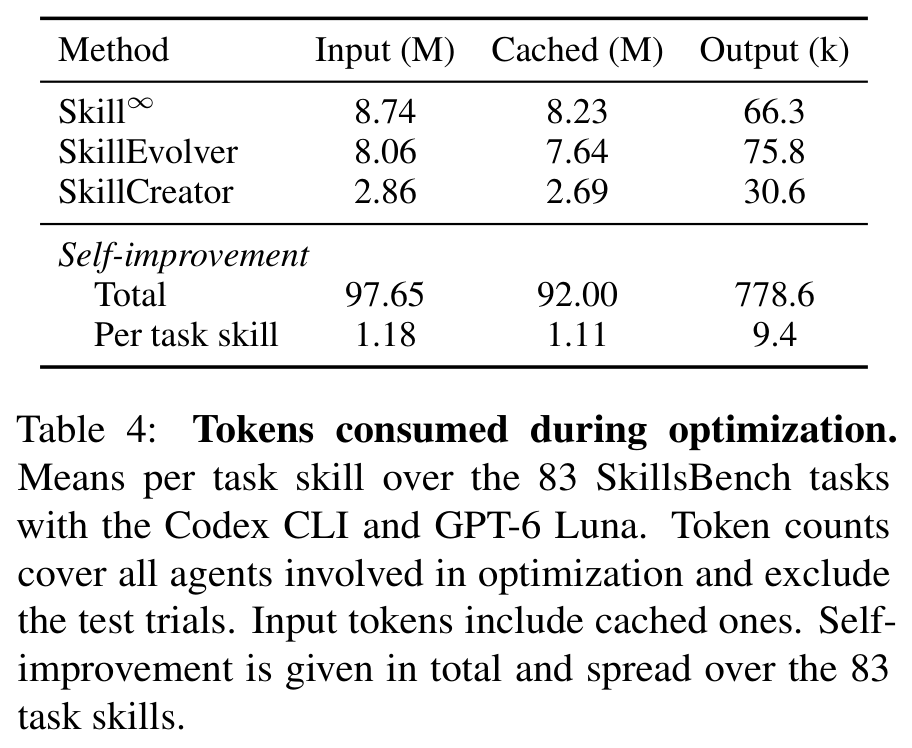 Method Input (M) Cached (M) Output (k)
Skill∞ 8.74 8.23 66.3
SkillEvolver 8.06 7.64 75.8
SkillCreator 2.86 2.69 30.6
Self-improvement
Total 97.65 92.00 778.6
Per task skill 1.18 1.11 9.4
Table 4: Tokens consumed during optimization.
Means per task skill over the 83 SkillsBench tasks
with the Codex CLI and GPT-6 Luna. Token counts
cover all agents involved in optimization and exclude
the test trials. Input tokens include cached ones. Self-
improvement is given in total and spread over the 83
task skills.